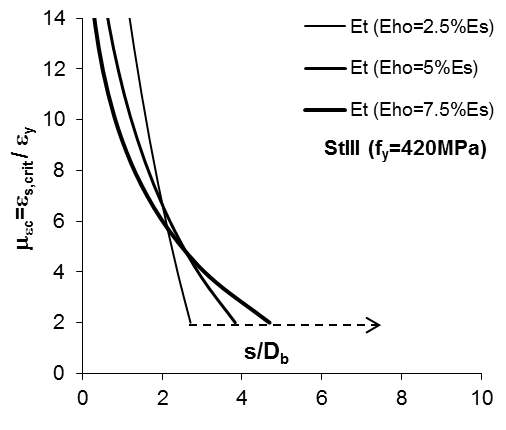 14
12
10
8
6
4
2
0
μεc=εs,crit / εy
Et (Eho=2.5%Es)
Et (Eho=5%Es)
Et (Eho=7.5%Es)
StIII (fy=420MPa)
s/Db
0 2 4 6 8 10